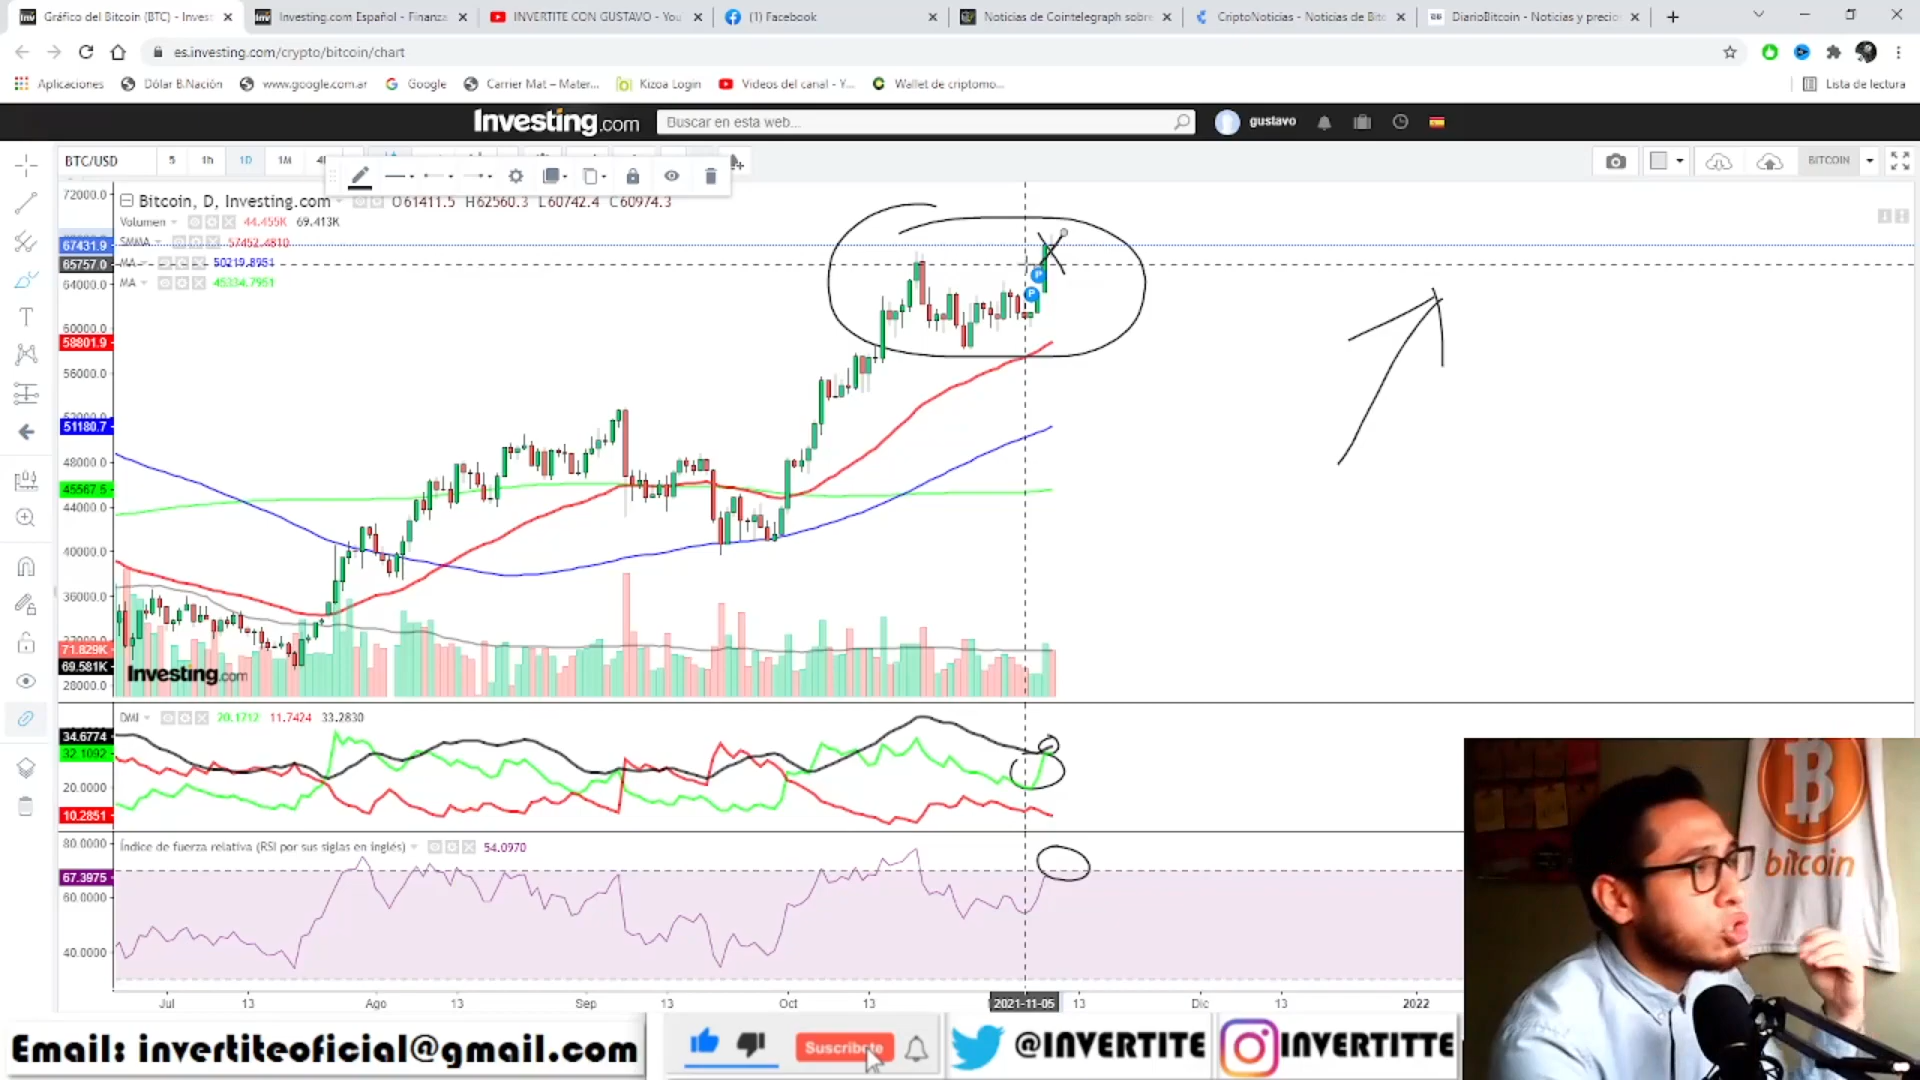 Gráfico del Bitcoin (BTC) - Inves
Investing.com Español - Finanza
INVERTITE CON GUSTAVO - You
(1) Facebook
Noticias de Cointelegraph sobre
CriptoNoticias - Noticias de Bitc
DiarioBitcoin - Noticias y precio
es.investing.com/crypto/bitcoin/chart
Aplicaciones
Dólar B.Nación
www.google.com.ar
Google
Carrier Mat – Mater...
Kizoa Login
Videos del canal - Y...
Wallet de criptomo...
Lista de lectura
Investing.com
Buscar en esta web...
gustavo
BTC/USD
5
1h
1D
1M
BITCOIN
Bitcoin, D, Investing.com
O61411.5 H62560.3 L60742.4 C60974.3
Volumen
44.455K 69.413K
SMMA
57452.4810
MA
50219.8951
MA
45334.7951
72000.0
67431.9
65757.0
64000.0
60000.0
58801.9
56000.0
52000.0
51180.7
48000.0
45567.5
44000.0
40000.0
36000.0
32000.0
71.829K
69.581K
28000.0
P
P
Investing.com
DMI
20.1712 11.7424 33.2830
34.6774
32.1092
20.0000
10.2851
Índice de fuerza relativa (RSI por sus siglas en inglés)
54.0970
80.0000
67.3975
60.0000
40.0000
Jul
13
Ago
13
Sep
13
Oct
13
2021-11-05
13
Dic
13
2022
bitcoin
Email: invertiteoficial@gmail.com
Suscribete
@INVERTITE
INVERTITTE